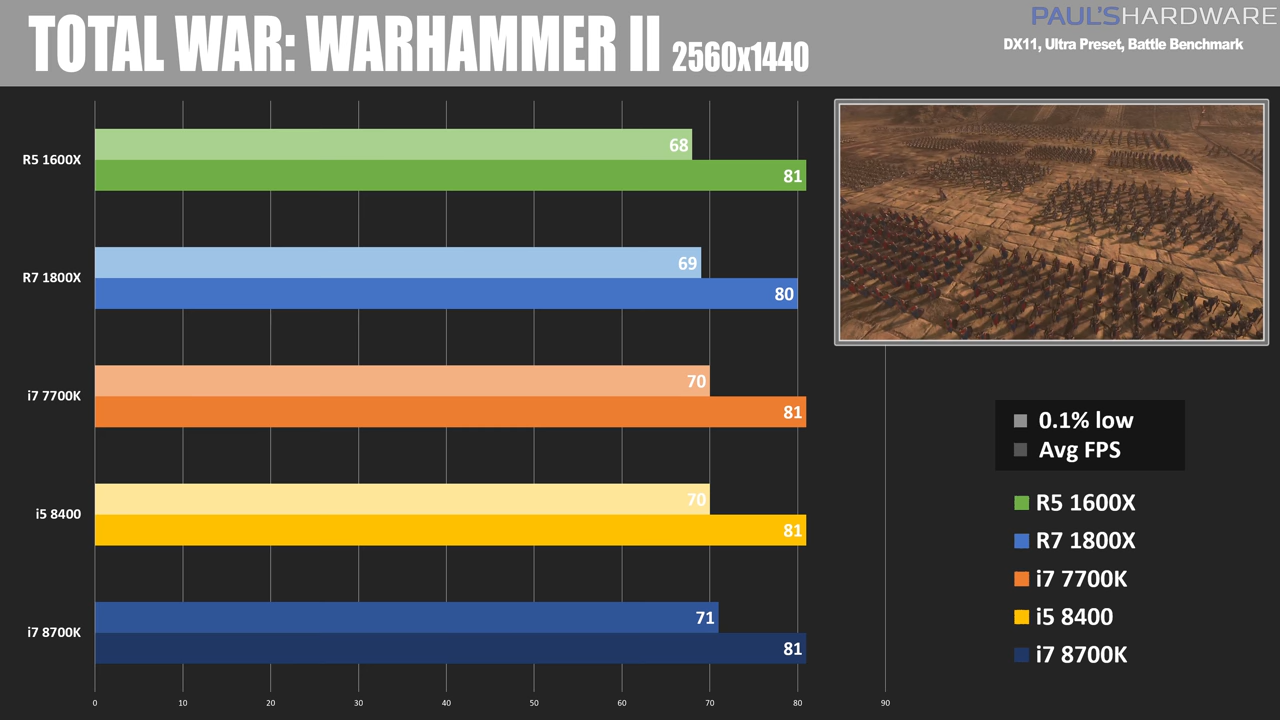 TOTAL WAR: WARHAMMER II 2560x1440
PAUL'SHARDWARE
DX11, Ultra Preset, Battle Benchmark
R5 1600X
68
81
R7 1800X
69
80
i7 7700K
70
81
i5 8400
70
81
i7 8700K
71
81
0 10 20 30 40 50 60 70 80 90
0.1% low
Avg FPS
R5 1600X
R7 1800X
i7 7700K
i5 8400
i7 8700K